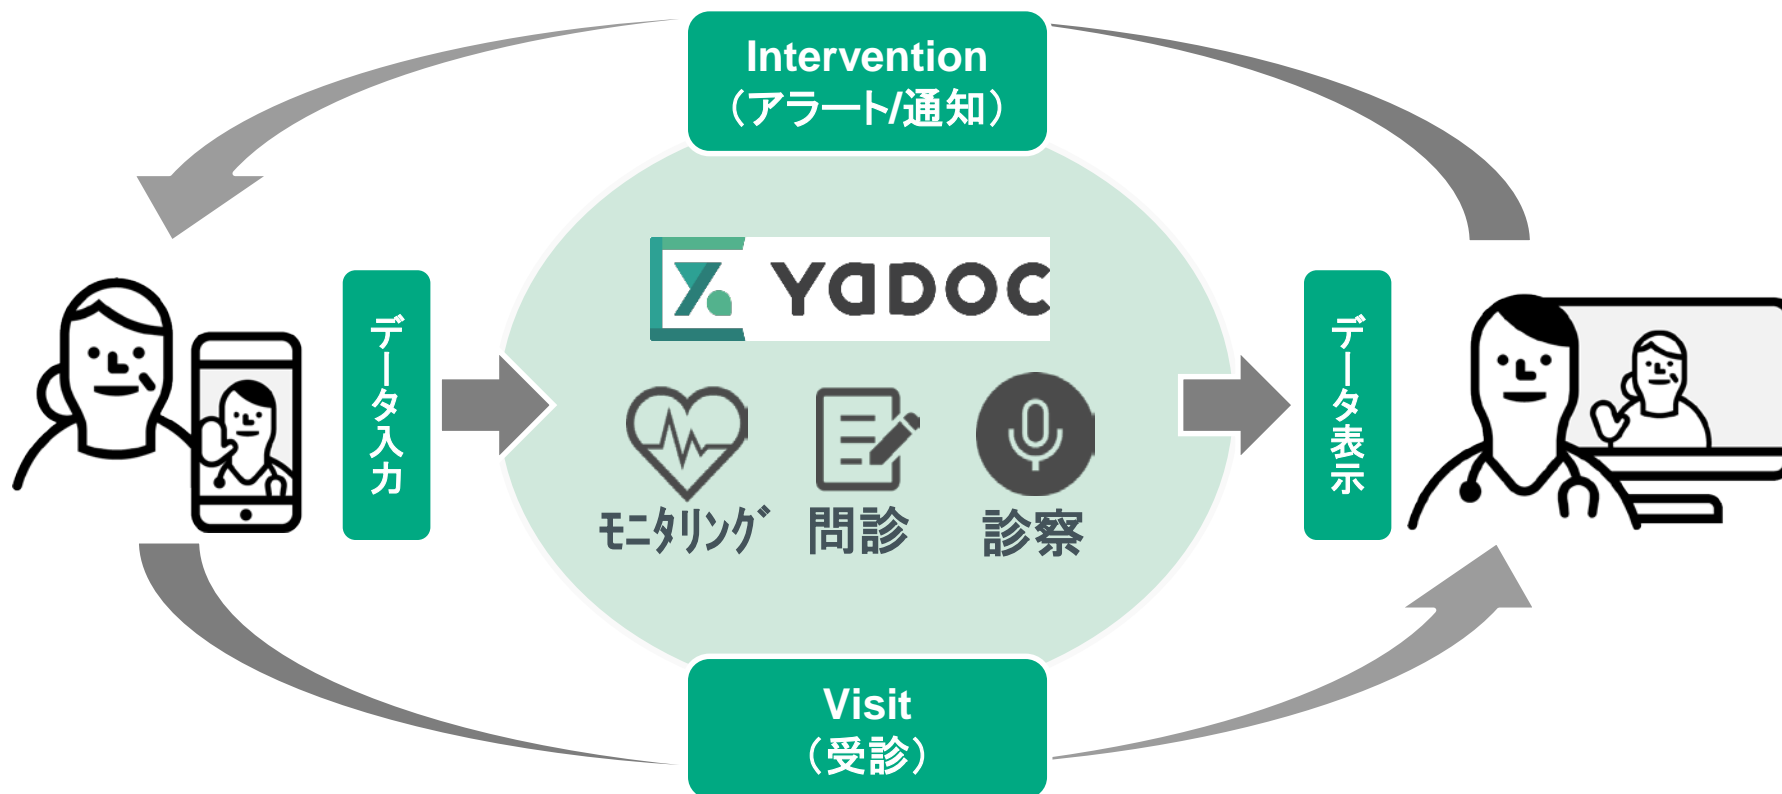 Intervention
（アラート/通知）
YaDOC
データ入力
データ表示
ﾓﾆﾀﾘﾝｸﾞ
問診
診察
Visit
（受診）